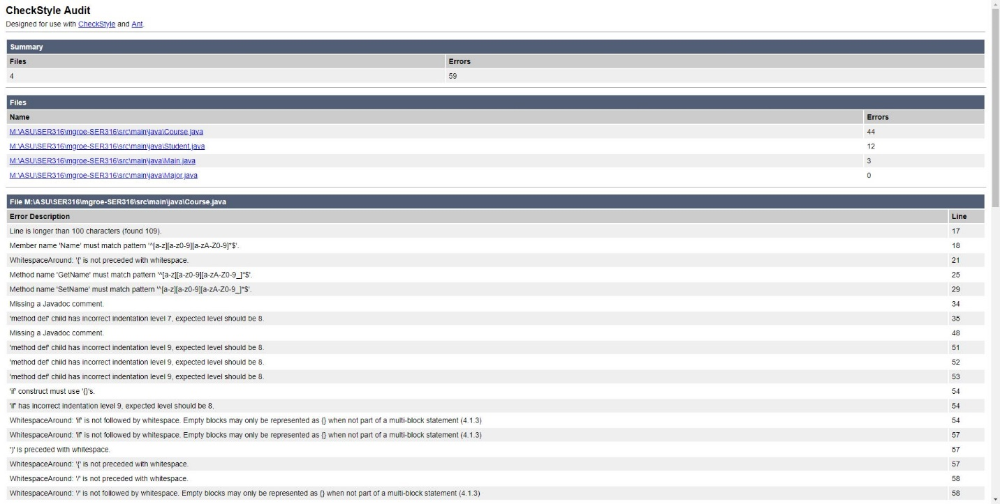 CheckStyle Audit
Designed for use with CheckStyle and Ant.
Summary
Files Errors
4 59
Files
Name Errors
M:\ASU\SER316\mgroe-SER316\src\main\java\Course.java 44
M:\ASU\SER316\mgroe-SER316\src\main\java\Student.java 12
M:\ASU\SER316\mgroe-SER316\src\main\java\Main.java 3
M:\ASU\SER316\mgroe-SER316\src\main\java\Major.java 0
File M:\ASU\SER316\mgroe-SER316\src\main\java\Course.java
Error Description Line
Line is longer than 100 characters (found 109). 17
Member name 'Name' must match pattern '^[a-z][a-z0-9][a-zA-Z0-9]*$'. 18
WhitespaceAround: '{' is not preceded with whitespace. 21
Method name 'GetName' must match pattern '^[a-z][a-z0-9][a-zA-Z0-9_]*$'. 25
Method name 'SetName' must match pattern '^[a-z][a-z0-9][a-zA-Z0-9_]*$'. 29
Missing a Javadoc comment. 34
'method def' child has incorrect indentation level 7, expected level should be 8. 35
Missing a Javadoc comment. 48
'method def' child has incorrect indentation level 9, expected level should be 8. 51
'method def' child has incorrect indentation level 9, expected level should be 8. 52
'method def' child has incorrect indentation level 9, expected level should be 8. 53
'if' construct must use '{}'s. 54
'if' has incorrect indentation level 9, expected level should be 8. 54
WhitespaceAround: 'if' is not followed by whitespace. Empty blocks may only be represented as {} when not part of a multi-block statement (4.1.3) 54
WhitespaceAround: 'if' is not followed by whitespace. Empty blocks may only be represented as {} when not part of a multi-block statement (4.1.3) 57
')' is preceded with whitespace. 57
WhitespaceAround: '{' is not preceded with whitespace. 57
WhitespaceAround: '/' is not preceded with whitespace. 58
WhitespaceAround: '/' is not followed by whitespace. Empty blocks may only be represented as {} when not part of a multi-block statement (4.1.3) 58